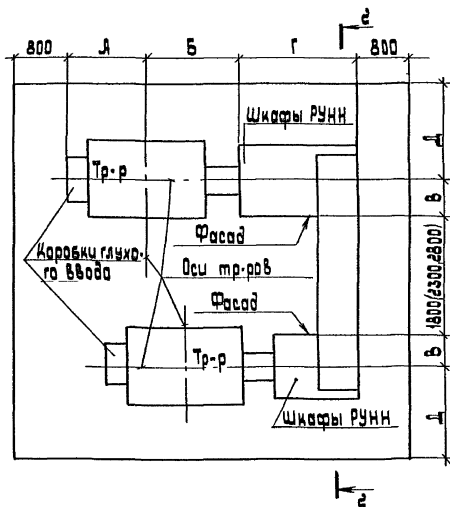 2
800 А Б Г 800
Шкафы РУНН
Тр-р
Д
В
Фасад
Коробки глухо-
го ввода
Оси тр-ров
1800(2300,2800)
Фасад
Тр-р
В
Шкафы РУНН
Д
2